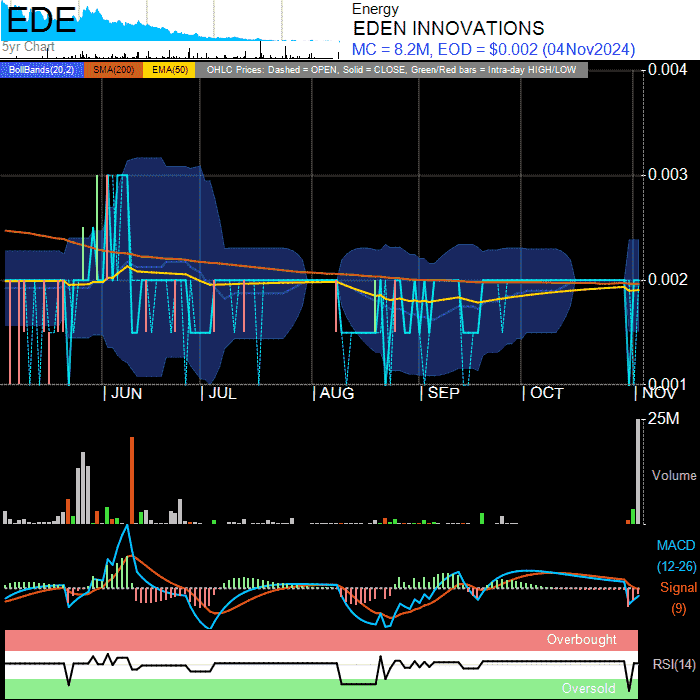 EDE
5yr Chart
Energy
EDEN INNOVATIONS
MC = 8.2M, EOD = $0.002 (04Nov2024)
BollBands(20,2) SMA(200) EMA(50) OHLC Prices: Dashed = OPEN, Solid = CLOSE, Green/Red bars = Intra-day HIGH/LOW
0.004
0.003
0.002
0.001
JUN JUL AUG SEP OCT NOV
25M
Volume
MACD
(12-26)
Signal
(9)
Overbought
RSI(14)
Oversold